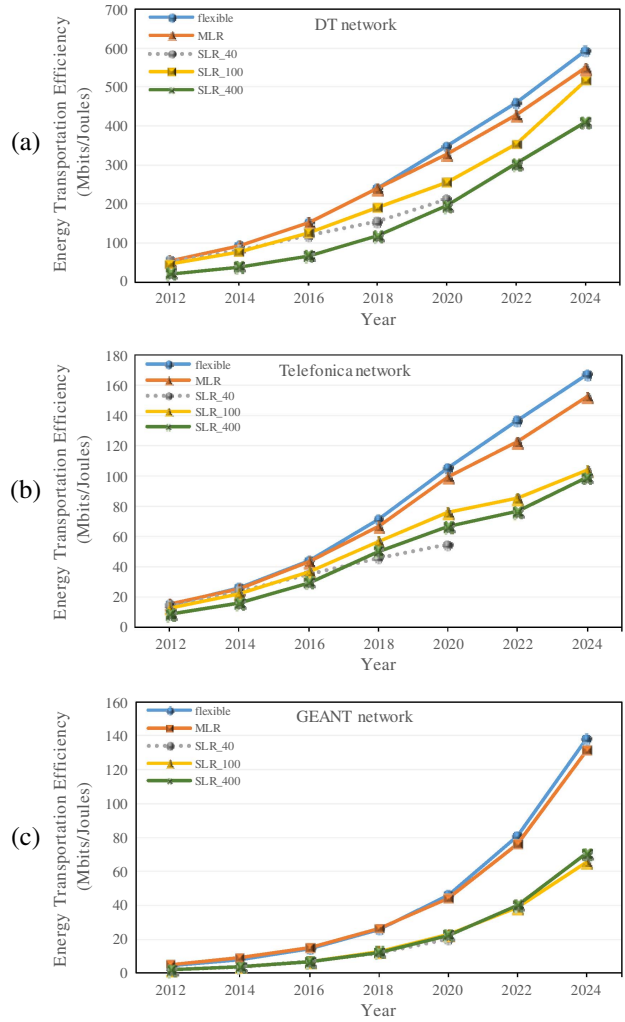 (a)
DT network
Energy Transportation Efficiency
(Mbits/Joules)
700
600
500
400
300
200
100
0
flexible
MLR
SLR_40
SLR_100
SLR_400
2012 2014 2016 2018 2020 2022 2024
Year
(b)
Telefonica network
Energy Transportation Efficiency
(Mbits/Joules)
180
160
140
120
100
80
60
40
20
0
flexible
MLR
SLR_40
SLR_100
SLR_400
2012 2014 2016 2018 2020 2022 2024
Year
(c)
GEANT network
Energy Transportation Efficiency
(Mbits/Joules)
160
140
120
100
80
60
40
20
0
flexible
MLR
SLR_40
SLR_100
SLR_400
2012 2014 2016 2018 2020 2022 2024
Year